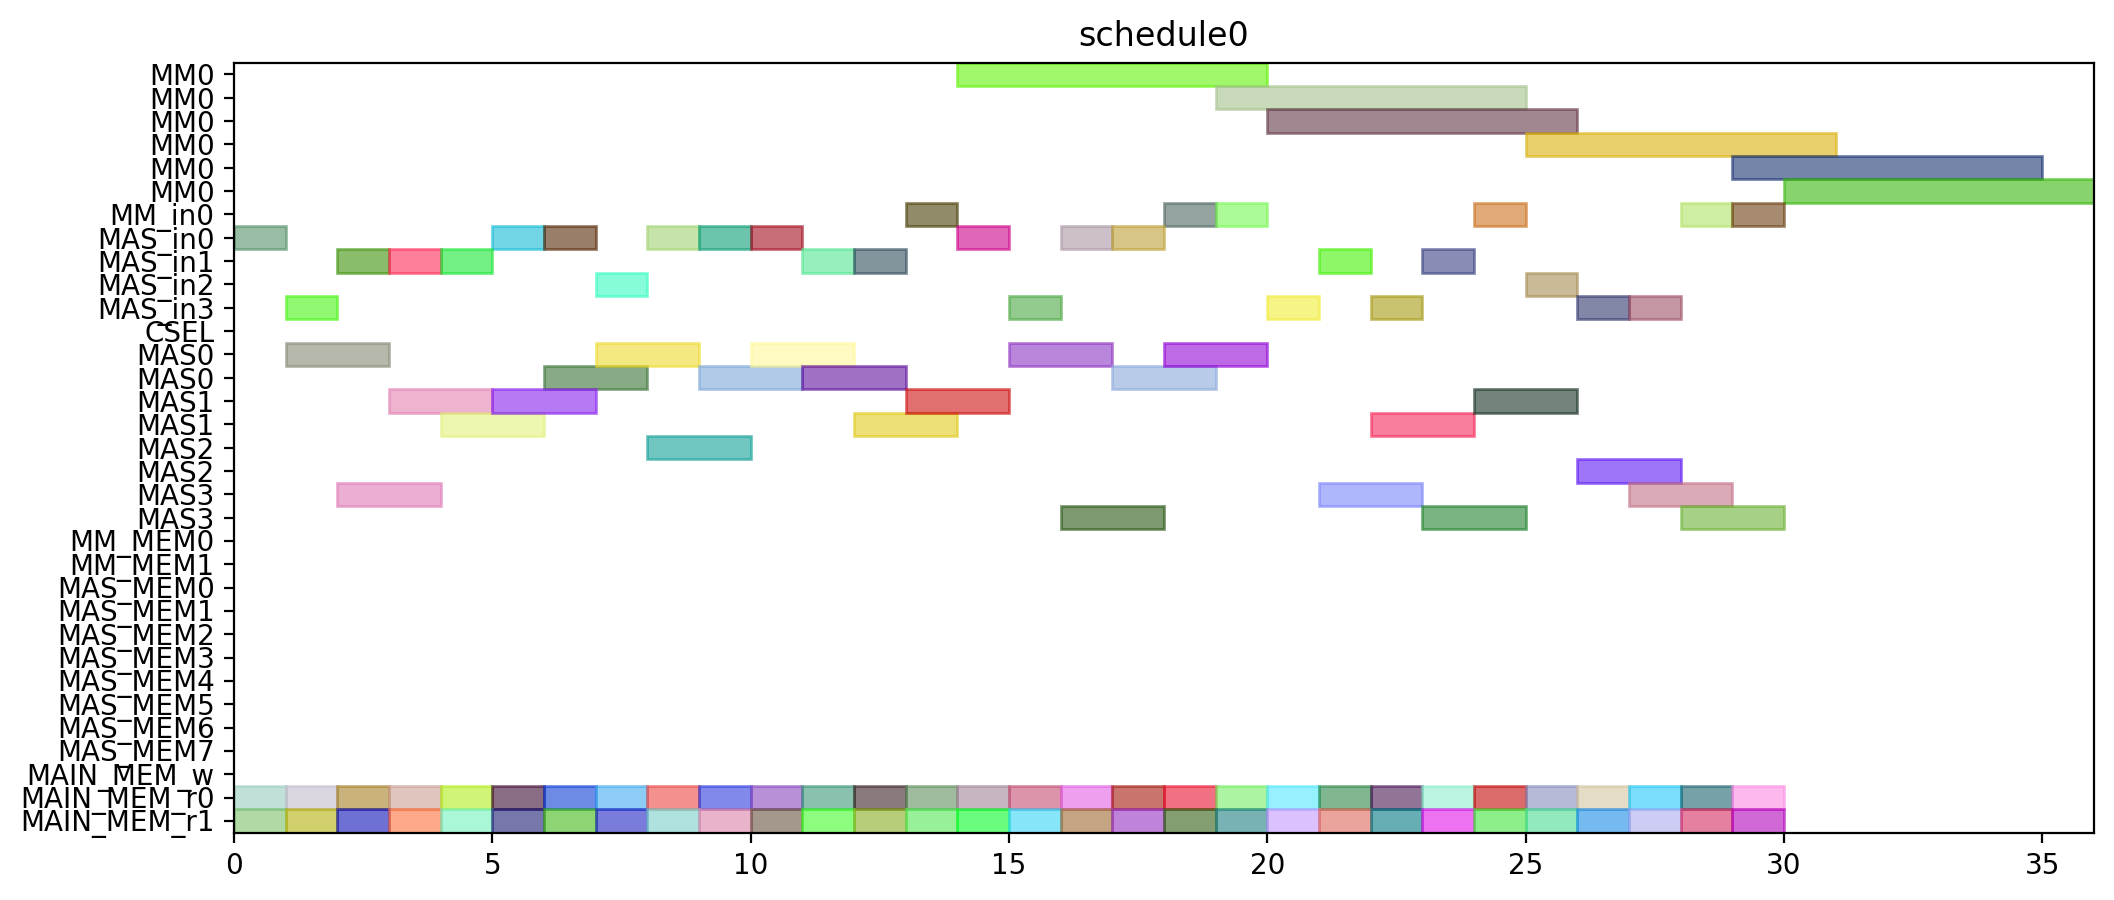 schedule0
MM0
MM0
MM0
MM0
MM0
MM0
MM_in0
MAS_in0
MAS_in1
MAS_in2
MAS_in3
CSEL
MAS0
MAS0
MAS1
MAS1
MAS2
MAS2
MAS3
MAS3
MM_MEM0
MM_MEM1
MAS_MEM0
MAS_MEM1
MAS_MEM2
MAS_MEM3
MAS_MEM4
MAS_MEM5
MAS_MEM6
MAS_MEM7
MAIN_MEM_w
MAIN_MEM_r0
MAIN_MEM_r1
0 5 10 15 20 25 30 35